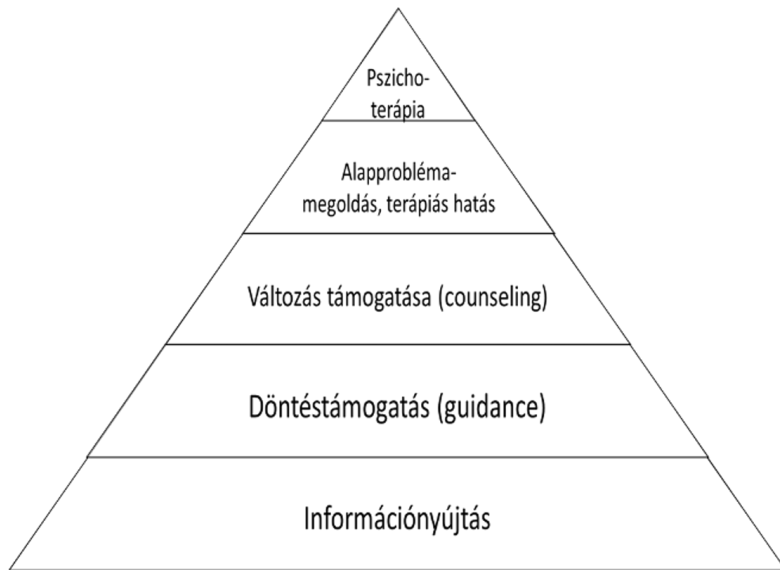 Pszicho-
terápia
Alapprobléma-
megoldás, terápiás hatás
Változás támogatása (counseling)
Döntéstámogatás (guidance)
Információnyújtás